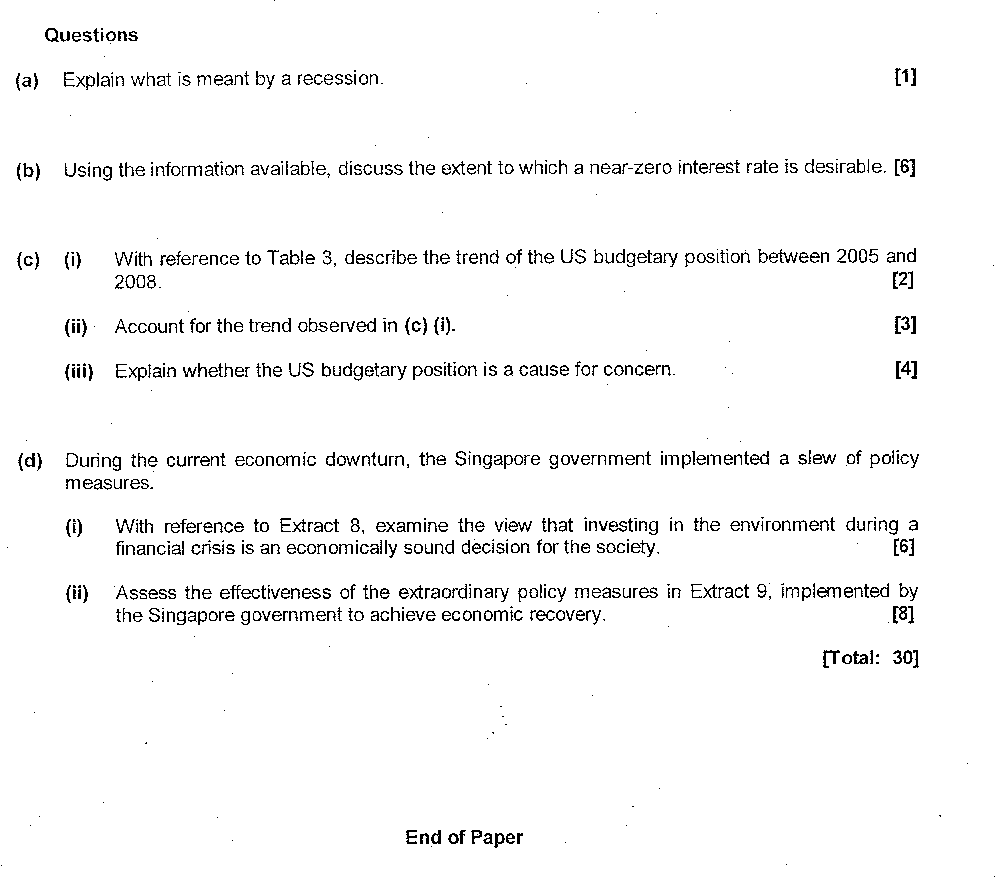 Questions
(a) Explain what is meant by a recession. [1]
(b) Using the information available, discuss the extent to which a near-zero interest rate is desirable. [6]
(c) (i) With reference to Table 3, describe the trend of the US budgetary position between 2005 and
2008. [2]
(ii) Account for the trend observed in (c) (i). [3]
(iii) Explain whether the US budgetary position is a cause for concern. [4]
(d) During the current economic downturn, the Singapore government implemented a slew of policy
measures.
(i) With reference to Extract 8, examine the view that investing in the environment during a
financial crisis is an economically sound decision for the society. [6]
(ii) Assess the effectiveness of the extraordinary policy measures in Extract 9, implemented by
the Singapore government to achieve economic recovery. [8]
[Total: 30]
End of Paper